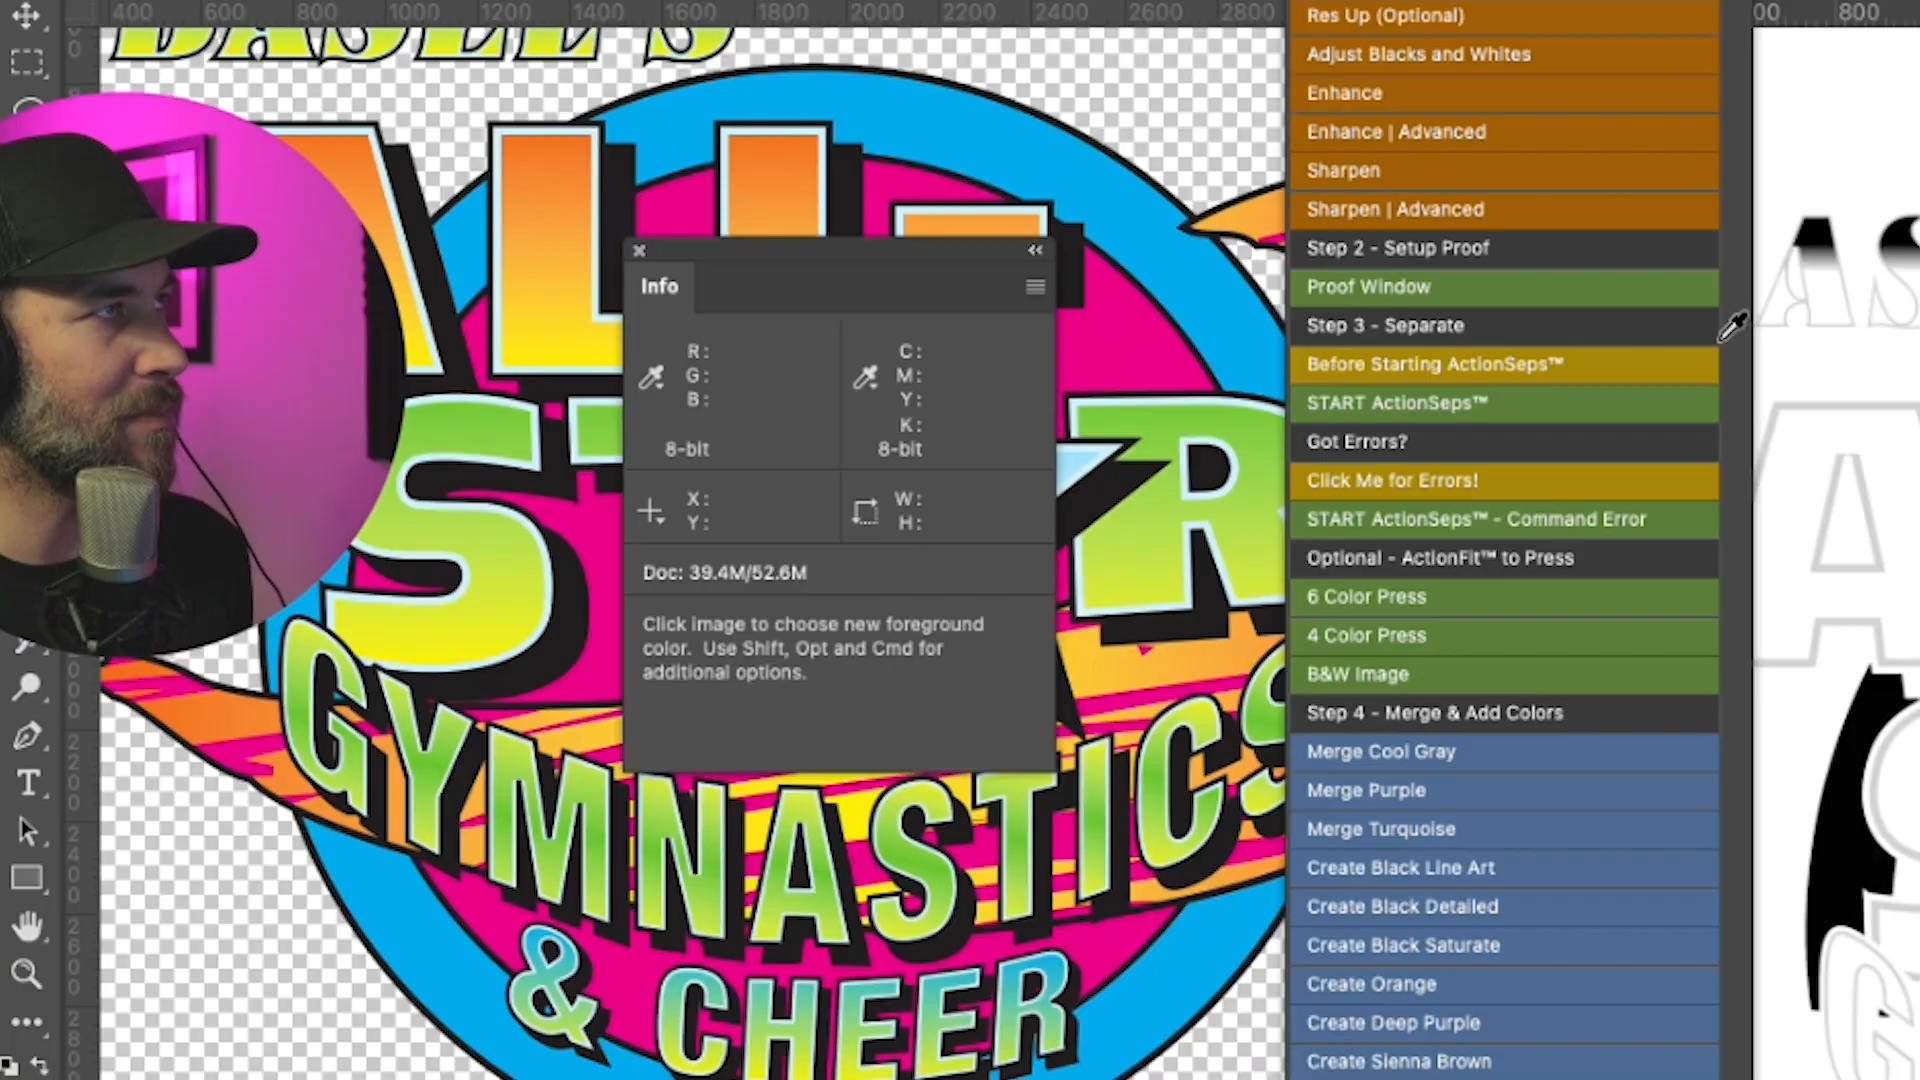 400 600 800 1000 1200 1400 1600 1800 2000 2200 2400 2600 2800
BASEL'S
ALL-
STAR
GYMNASTICS
& CHEER
Info
R:
G:
B:
8-bit
C:
M:
Y:
K:
8-bit
X:
Y:
W:
H:
Doc: 39.4M/52.6M
Click image to choose new foreground
color. Use Shift, Opt and Cmd for
additional options.
Res Up (Optional)
Adjust Blacks and Whites
Enhance
Enhance | Advanced
Sharpen
Sharpen | Advanced
Step 2 - Setup Proof
Proof Window
Step 3 - Separate
Before Starting ActionSeps™
START ActionSeps™
Got Errors?
Click Me for Errors!
START ActionSeps™ - Command Error
Optional - ActionFit™ to Press
6 Color Press
4 Color Press
B&W Image
Step 4 - Merge & Add Colors
Merge Cool Gray
Merge Purple
Merge Turquoise
Create Black Line Art
Create Black Detailed
Create Black Saturate
Create Orange
Create Deep Purple
Create Sienna Brown
00 800
AS
A
G